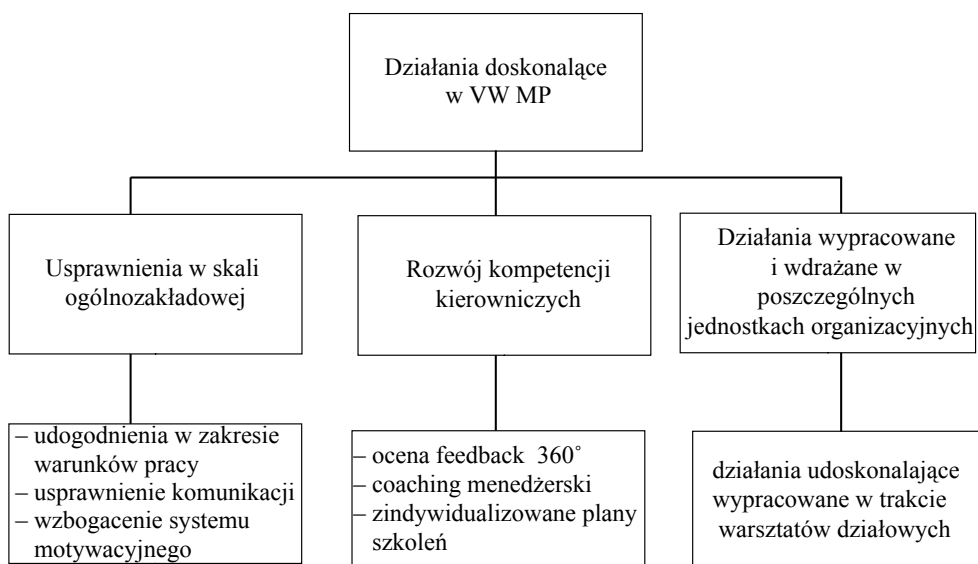 Działania doskonalące
w VW MP
Usprawnienia w skali
ogólnozakładowej
Rozwój kompetencji
kierowniczych
Działania wypracowane
i wdrażane w
poszczególnych
jednostkach organizacyjnych
– udogodnienia w zakresie
warunków pracy
– usprawnienie komunikacji
– wzbogacenie systemu
motywacyjnego
– ocena feedback 360˚
– coaching menedżerski
– zindywidualizowane plany
szkoleń
działania udoskonalające
wypracowane w trakcie
warsztatów działowych